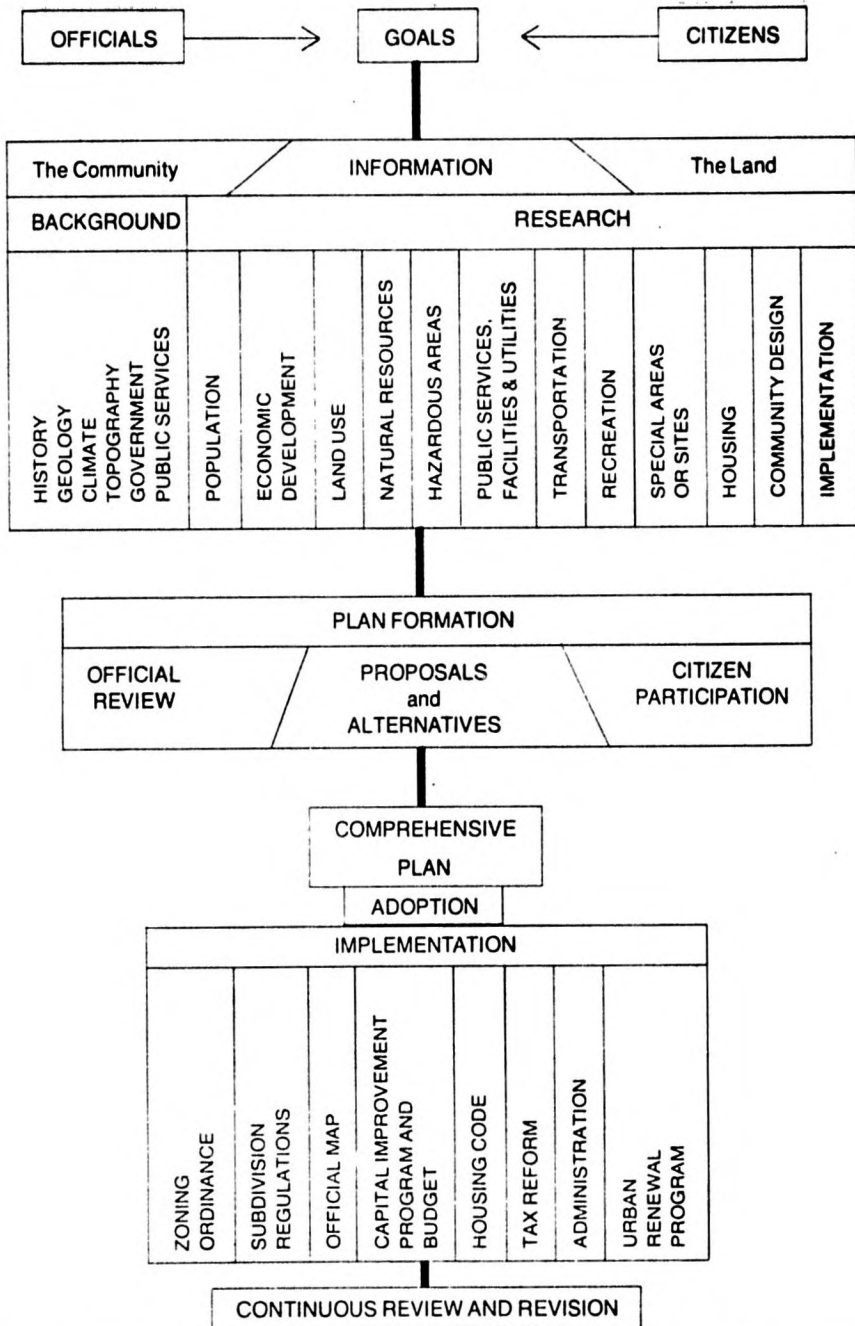 OFFICIALS
GOALS
CITIZENS
The Community
INFORMATION
The Land
BACKGROUND
RESEARCH
HISTORY
GEOLOGY
CLIMATE
TOPOGRAPHY
GOVERNMENT
PUBLIC SERVICES
POPULATION
ECONOMIC
DEVELOPMENT
LAND USE
NATURAL RESOURCES
HAZARDOUS AREAS
PUBLIC SERVICES,
FACILITIES & UTILITIES
TRANSPORTATION
RECREATION
SPECIAL AREAS
OR SITES
HOUSING
COMMUNITY DESIGN
IMPLEMENTATION
PLAN FORMATION
OFFICIAL
REVIEW
PROPOSALS
and
ALTERNATIVES
CITIZEN
PARTICIPATION
COMPREHENSIVE
PLAN
ADOPTION
IMPLEMENTATION
ZONING
ORDINANCE
SUBDIVISION
REGULATIONS
OFFICIAL MAP
CAPITAL IMPROVEMENT
PROGRAM AND
BUDGET
HOUSING CODE
TAX REFORM
ADMINISTRATION
URBAN
RENEWAL
PROGRAM
CONTINUOUS REVIEW AND REVISION